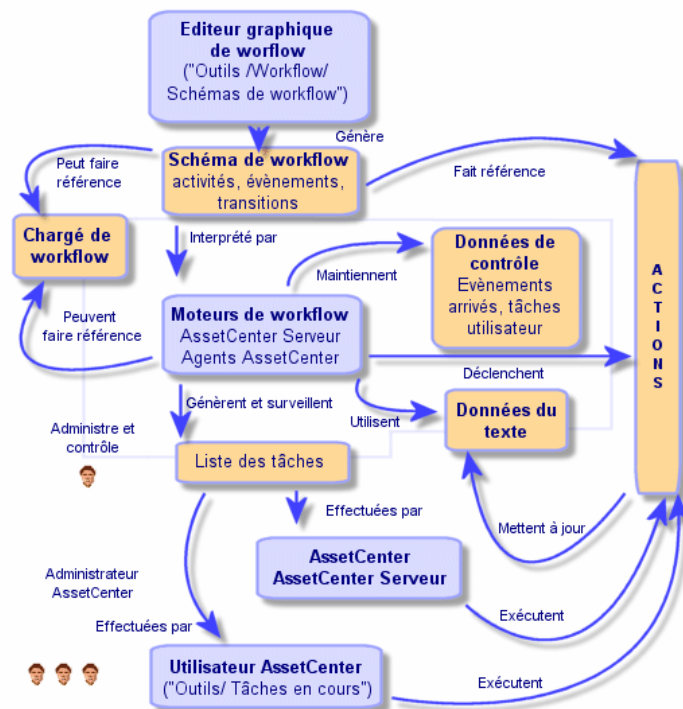 Editeur graphique
de worflow
("Outils /Workflow/
Schémas de workflow")
Génère
Peut faire
référence
Schéma de workflow
activités, évènements,
transitions
Fait référence
Chargé de
workflow
Interprété par
Maintiennent
Données de
contrôle
Evènements
arrivés, tâches
utilisateur
ACTIONS
Peuvent
faire référence
Moteurs de workflow
AssetCenter Serveur
Agents AssetCenter
Déclenchent
Génèrent et surveillent
Utilisent
Données du
texte
Administre et
contrôle
Liste des tâches
Effectuées par
Mettent à jour
AssetCenter
AssetCenter Serveur
Administrateur
AssetCenter
Exécutent
Effectuées par
Utilisateur AssetCenter
("Outils/ Tâches en cours")
Exécutent